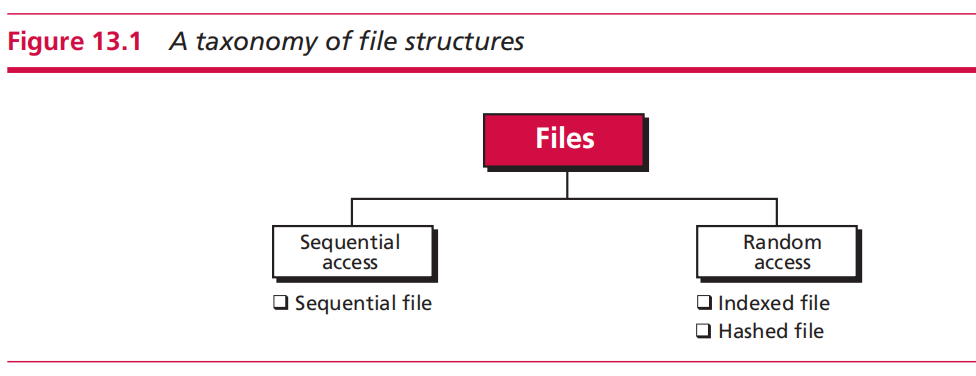 Figure 13.1 A taxonomy of file structures
Files
Sequential
access
❑ Sequential file
Random
access
❑ Indexed file
❑ Hashed file